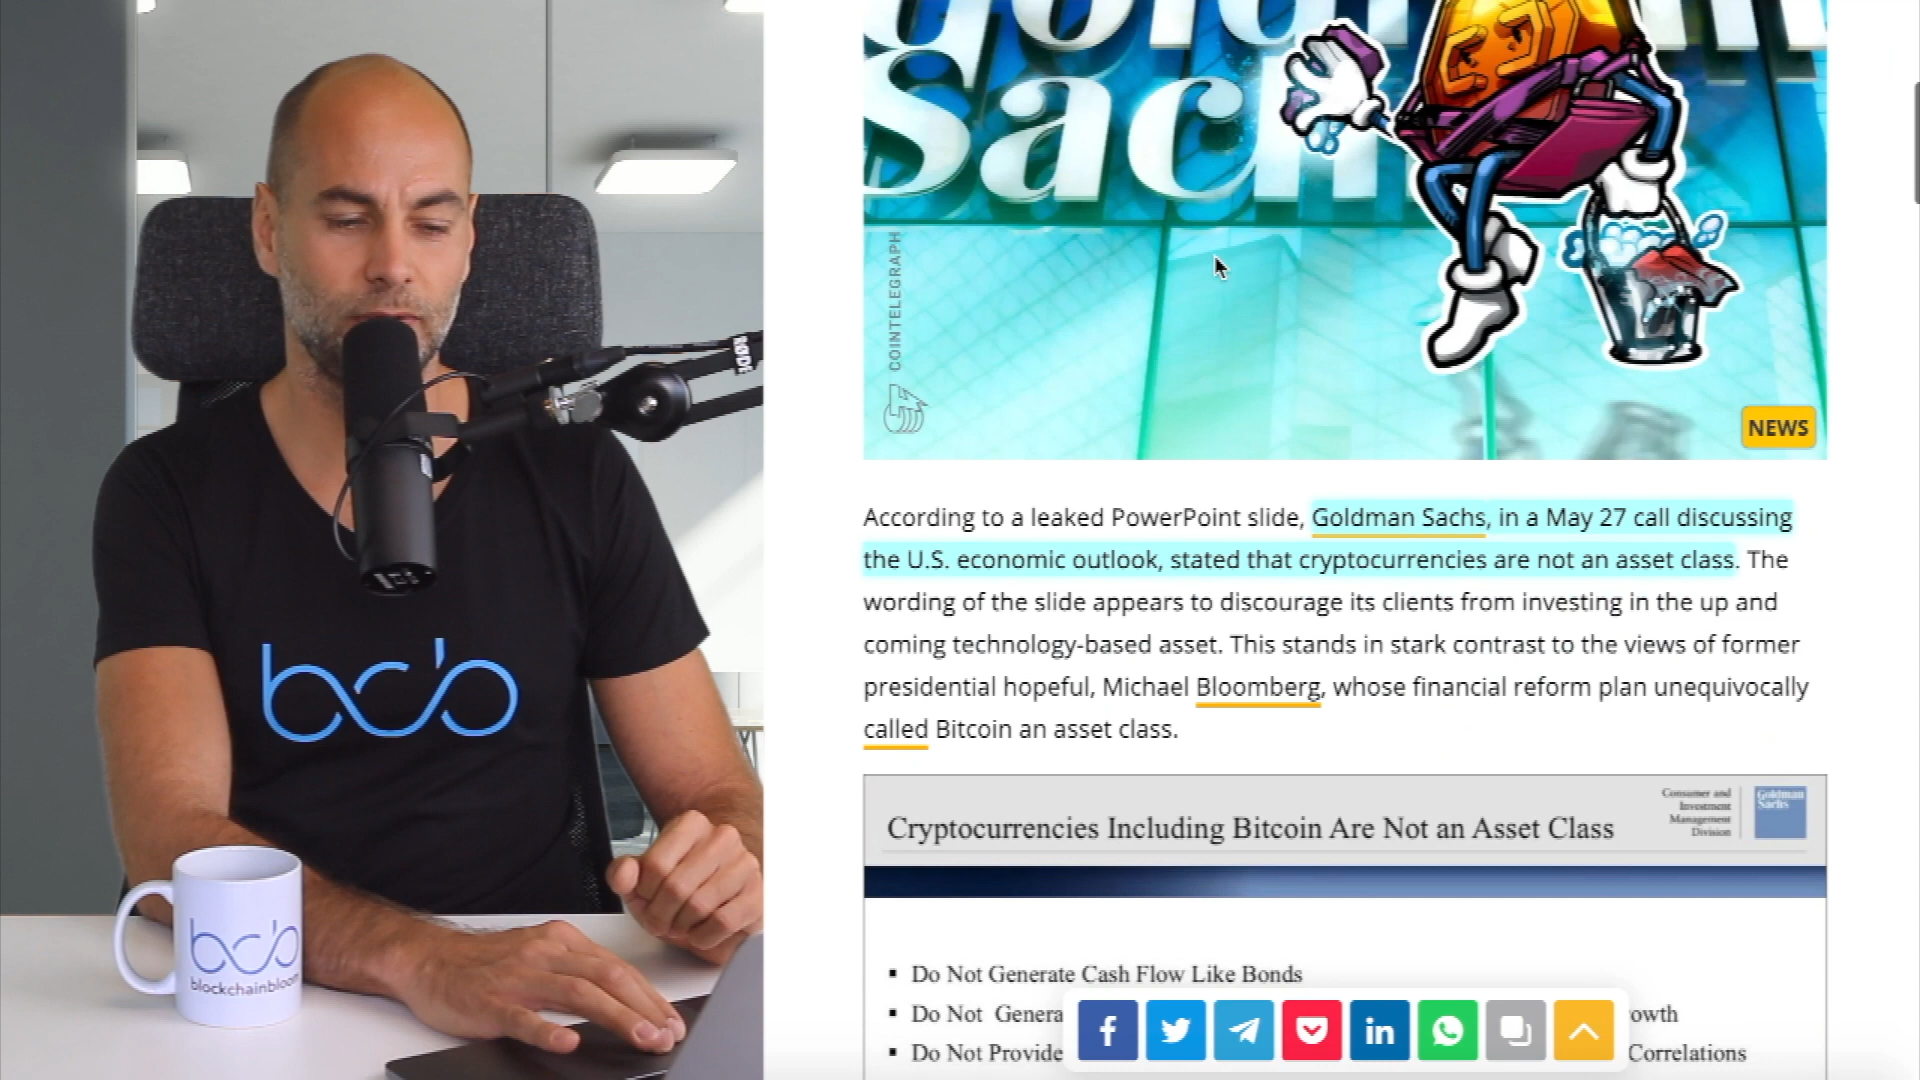 Sach
COINTELEGRAPH
NEWS
RØDE
According to a leaked PowerPoint slide, Goldman Sachs, in a May 27 call discussing
the U.S. economic outlook, stated that cryptocurrencies are not an asset class. The
wording of the slide appears to discourage its clients from investing in the up and
coming technology-based asset. This stands in stark contrast to the views of former
presidential hopeful, Michael Bloomberg, whose financial reform plan unequivocally
called Bitcoin an asset class.
bcb
bcb
blockchainbloom
Consumer and
Investment
Management
Division
Goldman
Sachs
Cryptocurrencies Including Bitcoin Are Not an Asset Class
▪ Do Not Generate Cash Flow Like Bonds
▪ Do Not Genera owth
▪ Do Not Provide Correlations
f
in